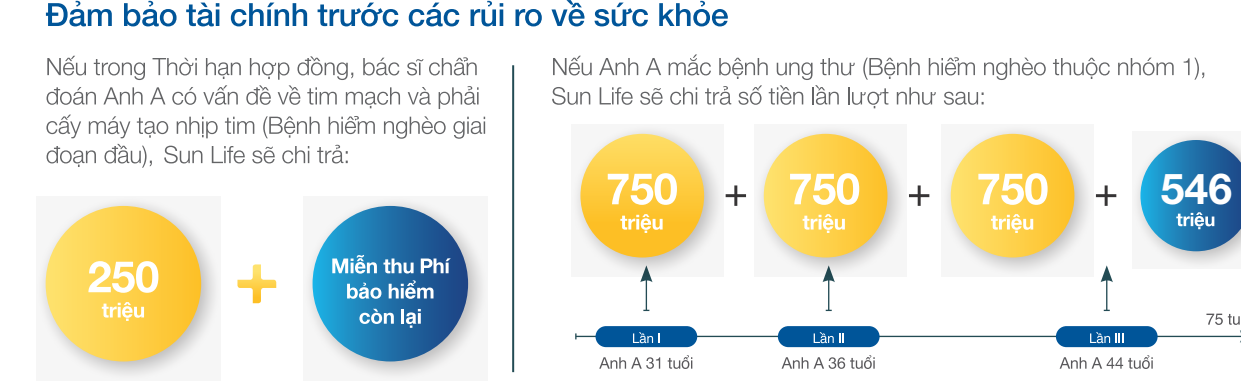 Đảm bảo tài chính trước các rủi ro về sức khỏe
Nếu trong Thời hạn hợp đồng, bác sĩ chẩn
đoán Anh A có vấn đề về tim mạch và phải
cấy máy tạo nhịp tim (Bệnh hiểm nghèo giai
đoạn đầu), Sun Life sẽ chi trả:
250
triệu
+
Miễn thu Phí
bảo hiểm
còn lại
Nếu Anh A mắc bệnh ung thư (Bệnh hiểm nghèo thuộc nhóm 1),
Sun Life sẽ chi trả số tiền lần lượt như sau:
750 + 750 + 750 + 546
triệu triệu triệu triệu
75 tu
Lần I Lần II Lần III
Anh A 31 tuổi Anh A 36 tuổi Anh A 44 tuổi